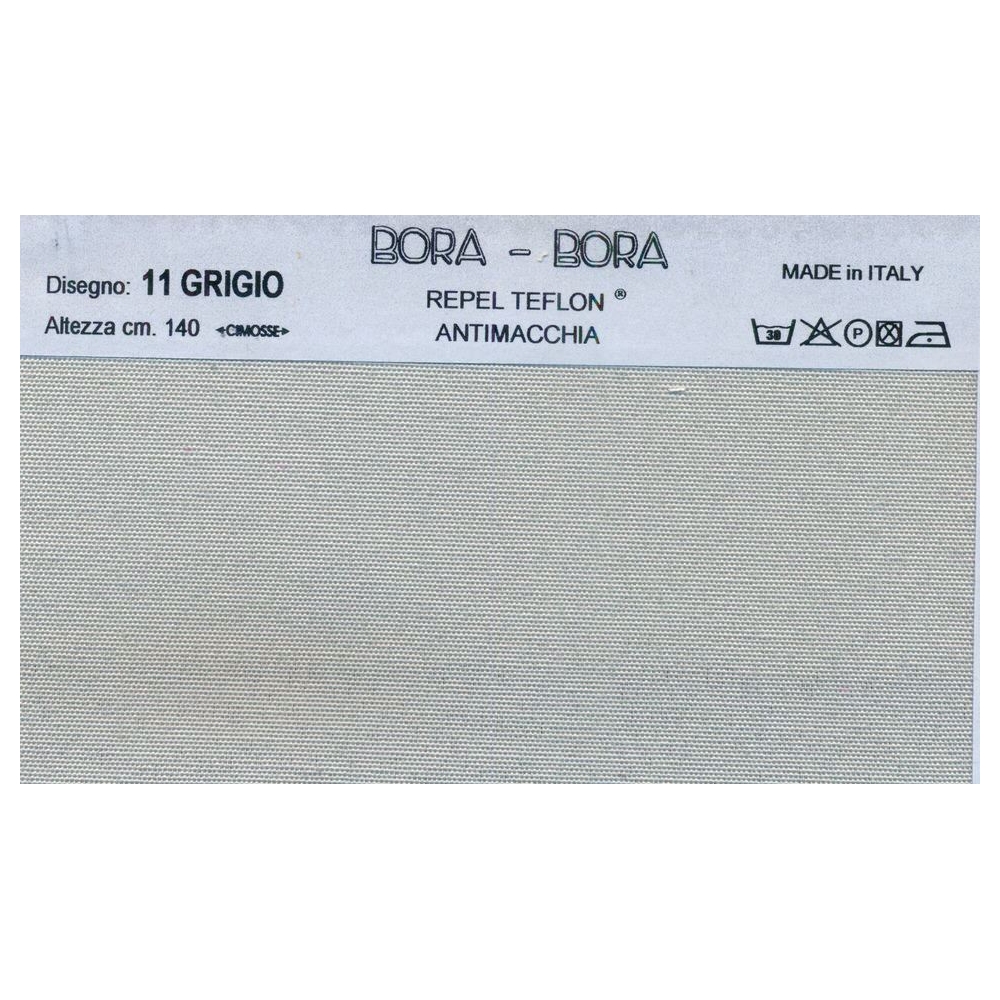 BORA - BORA
Disegno: 11 GRIGIO
REPEL TEFLON ®
MADE in ITALY
Altezza cm. 140 CIMOSSE
ANTIMACCHIA
30
P